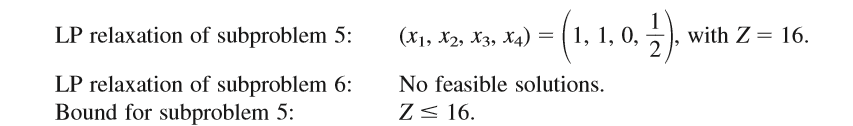 LP relaxation of subproblem 5: (x₁, x₂, x₃, x₄) = (1, 1, 0, 1/2), with Z = 16.
LP relaxation of subproblem 6: No feasible solutions.
Bound for subproblem 5: Z ≤ 16.